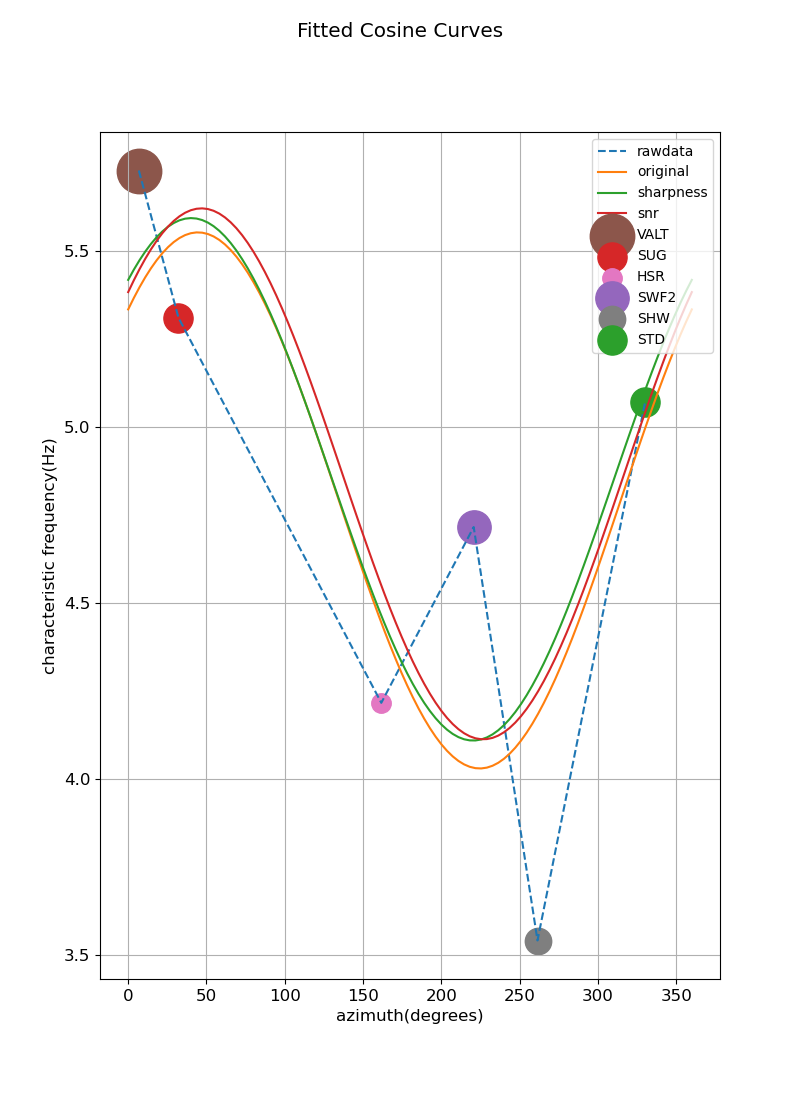 Fitted Cosine Curves
rawdata
original
sharpness
snr
VALT
SUG
HSR
SWF2
SHW
STD
5.5
5.0
4.5
4.0
3.5
characteristic frequency(Hz)
0 50 100 150 200 250 300 350
azimuth(degrees)